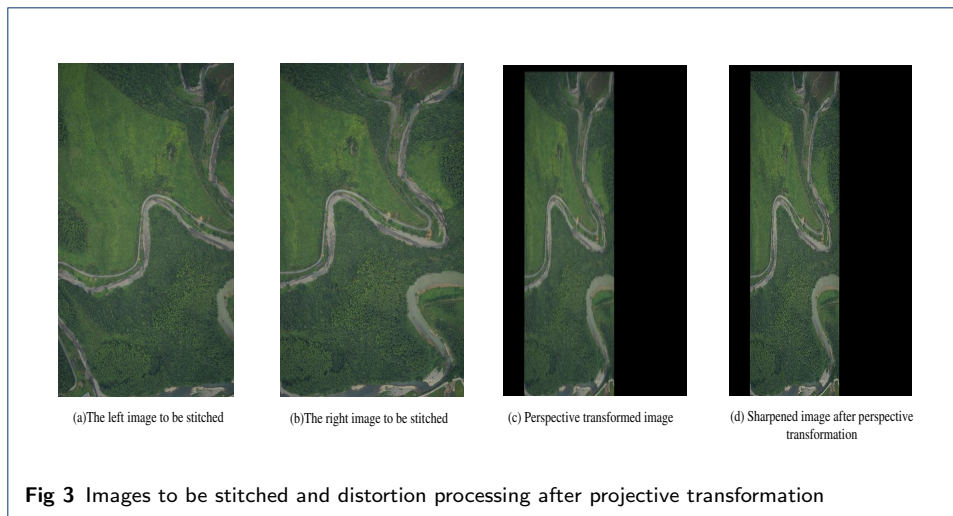 (a)The left image to be stitched
(b)The right image to be stitched
(c) Perspective transformed image
(d) Sharpened image after perspective
transformation
Fig 3 Images to be stitched and distortion processing after projective transformation